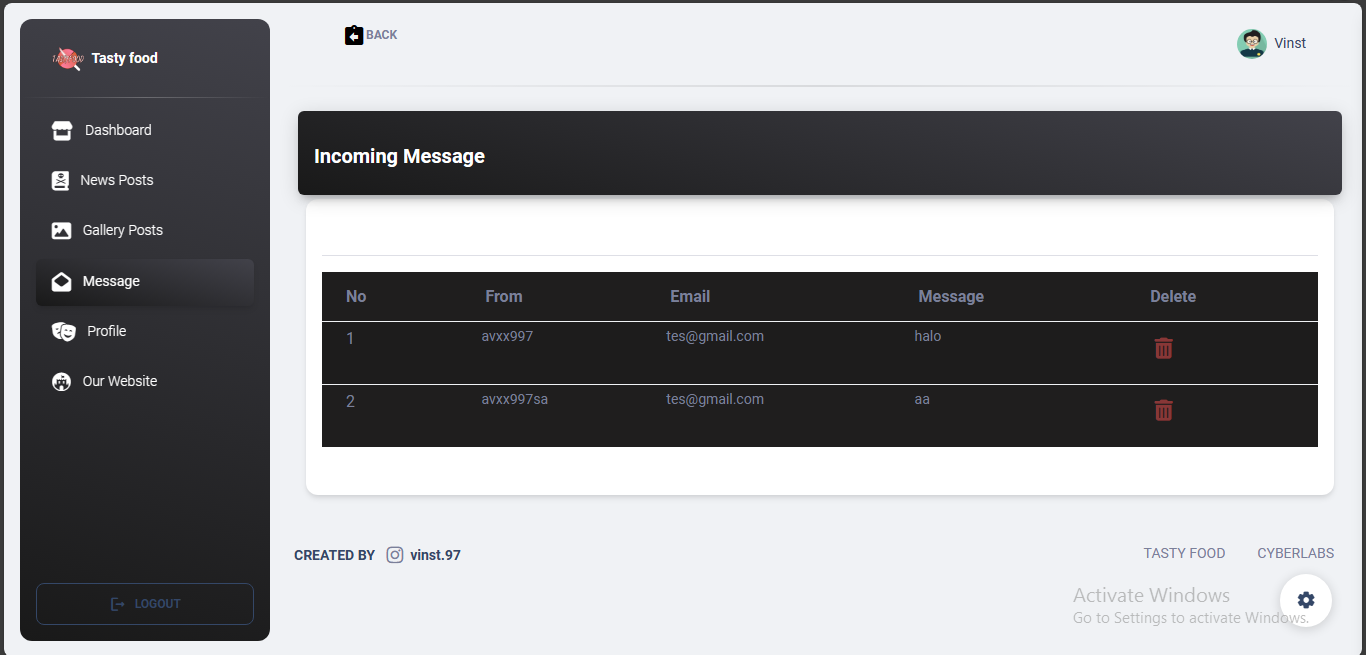 Tasty food
Dashboard
News Posts
Gallery Posts
Message
Profile
Our Website
LOGOUT
BACK
Vinst
Incoming Message
No From Email Message Delete
1 avxx997 tes@gmail.com halo
2 avxx997sa tes@gmail.com aa
CREATED BY vinst.97
TASTY FOOD CYBERLABS
Activate Windows
Go to Settings to activate Windows.